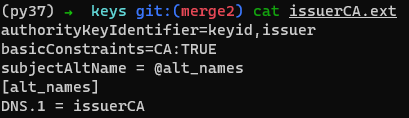 (py37) → keys git:(merge2) cat issuerCA.ext
authorityKeyIdentifier=keyid,issuer
basicConstraints=CA:TRUE
subjectAltName = @alt_names
[alt_names]
DNS.1 = issuerCA